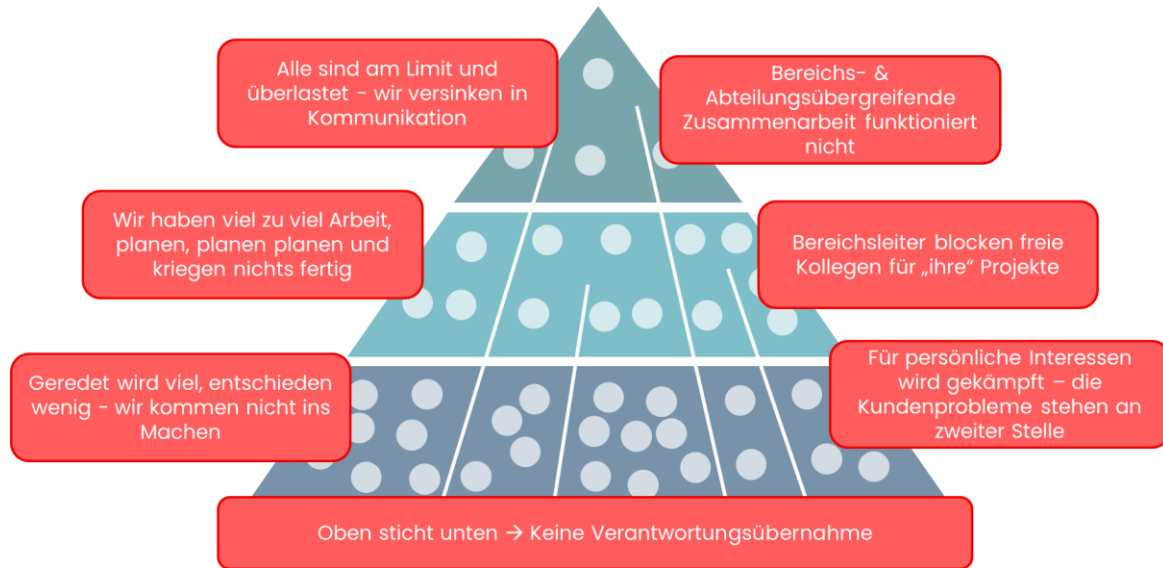 Alle sind am Limit und
überlastet - wir versinken in
Kommunikation
Bereichs- &
Abteilungsübergreifende
Zusammenarbeit funktioniert
nicht
Wir haben viel zu viel Arbeit,
planen, planen planen und
kriegen nichts fertig
Bereichsleiter blocken freie
Kollegen für „ihre“ Projekte
Geredet wird viel, entschieden
wenig - wir kommen nicht ins
Machen
Für persönliche Interessen
wird gekämpft – die
Kundenprobleme stehen an
zweiter Stelle
Oben sticht unten → Keine Verantwortungsübernahme